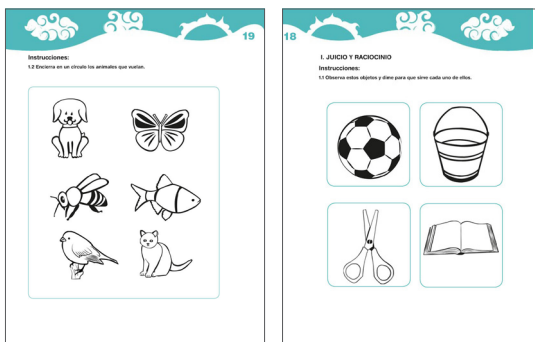 19
Instrucciones:
1.2 Encierra en un círculo los animales que vuelan.
18
I. JUICIO Y RACIOCINIO
Instrucciones:
1.1 Observa estos objetos y dime para que sirve cada uno de ellos.